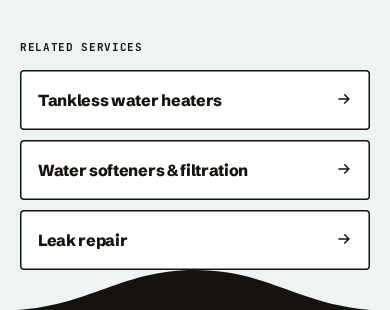 RELATED SERVICES
Tankless water heaters →
Water softeners & filtration →
Leak repair →